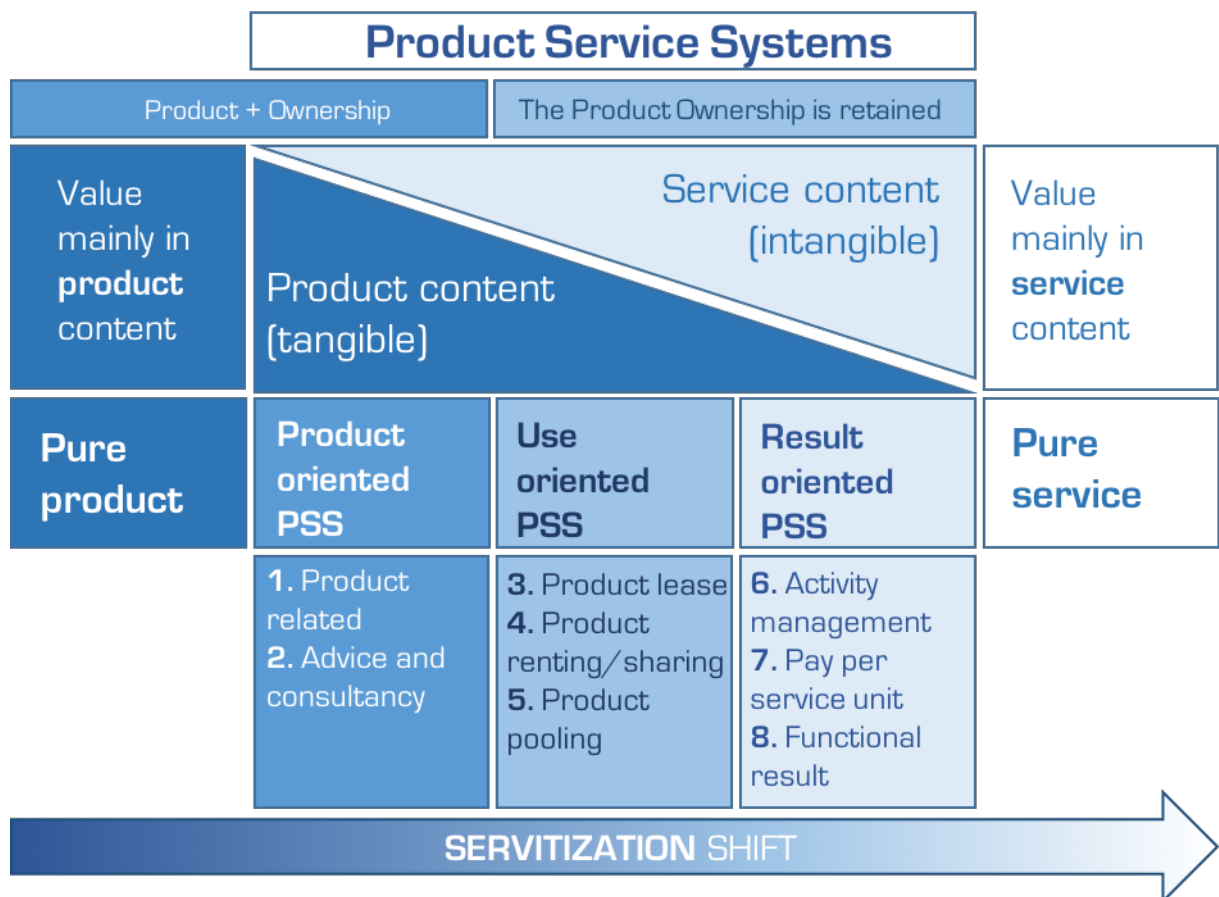 Product Service Systems
Product + Ownership
The Product Ownership is retained
Value
mainly in
product
content
Product content
(tangible)
Service content
(intangible)
Value
mainly in
service
content
Pure
product
Product
oriented
PSS
Use
oriented
PSS
Result
oriented
PSS
Pure
service
1. Product
related
2. Advice and
consultancy
3. Product lease
4. Product
renting/sharing
5. Product
pooling
6. Activity
management
7. Pay per
service unit
8. Functional
result
SERVITIZATION SHIFT